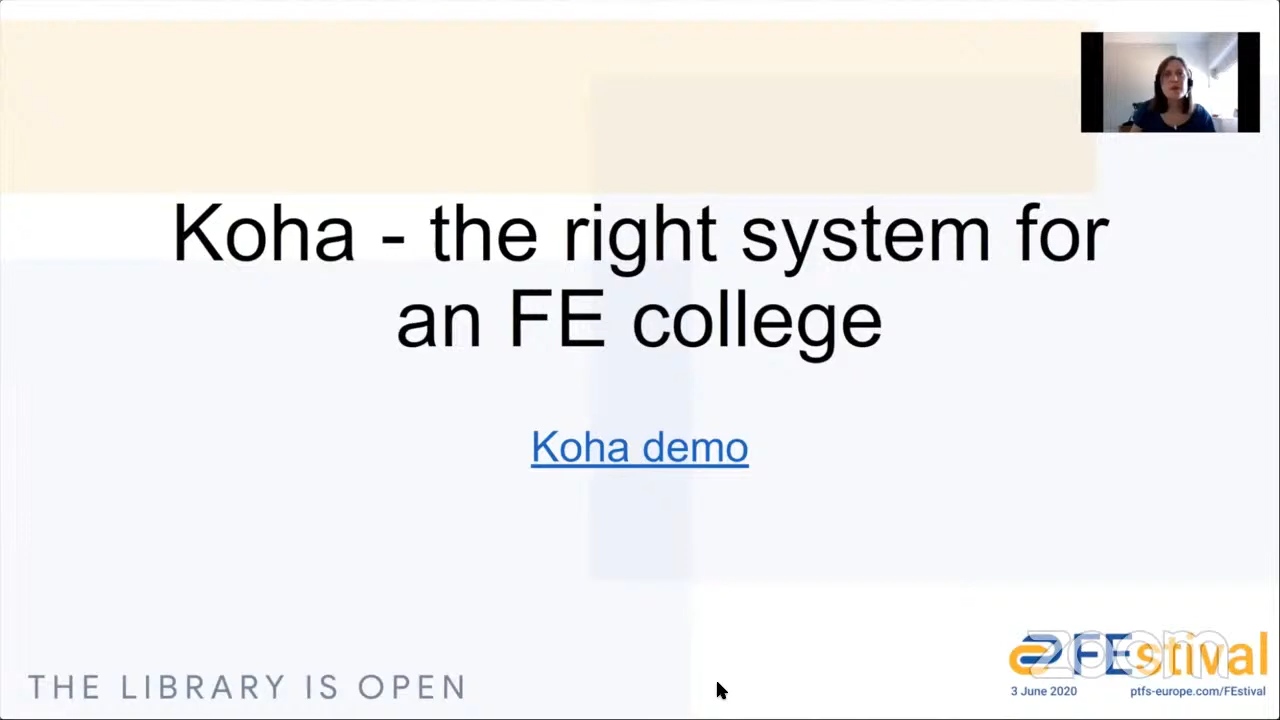 Koha - the right system for
an FE college
Koha demo
THE LIBRARY IS OPEN
FEstival
zoom
3 June 2020
ptfs-europe.com/FEstival